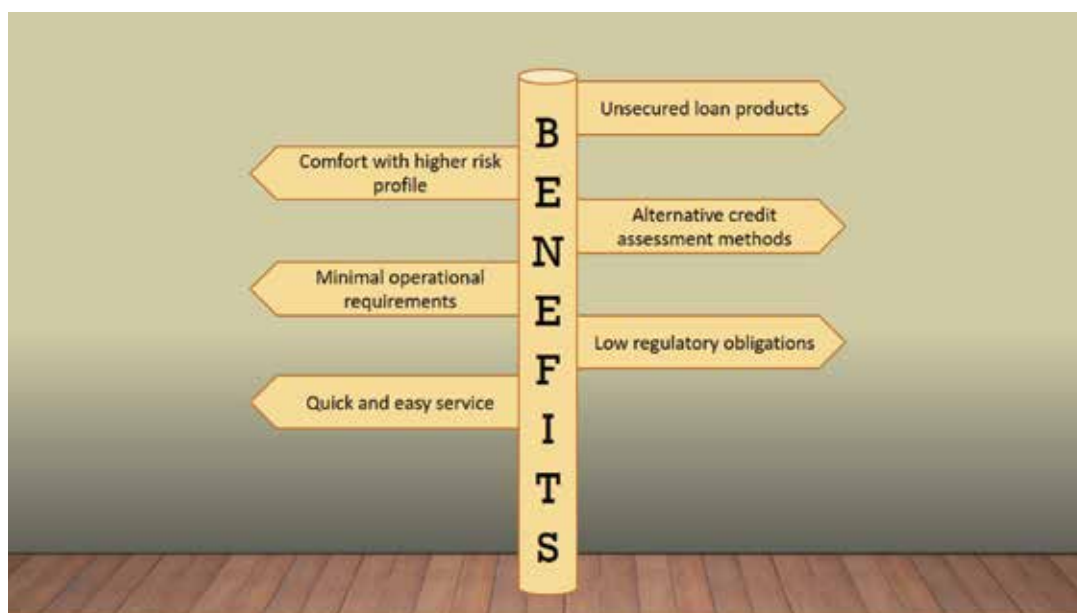 BENEFITS
Unsecured loan products
Comfort with higher risk
profile
Alternative credit
assessment methods
Minimal operational
requirements
Low regulatory obligations
Quick and easy service